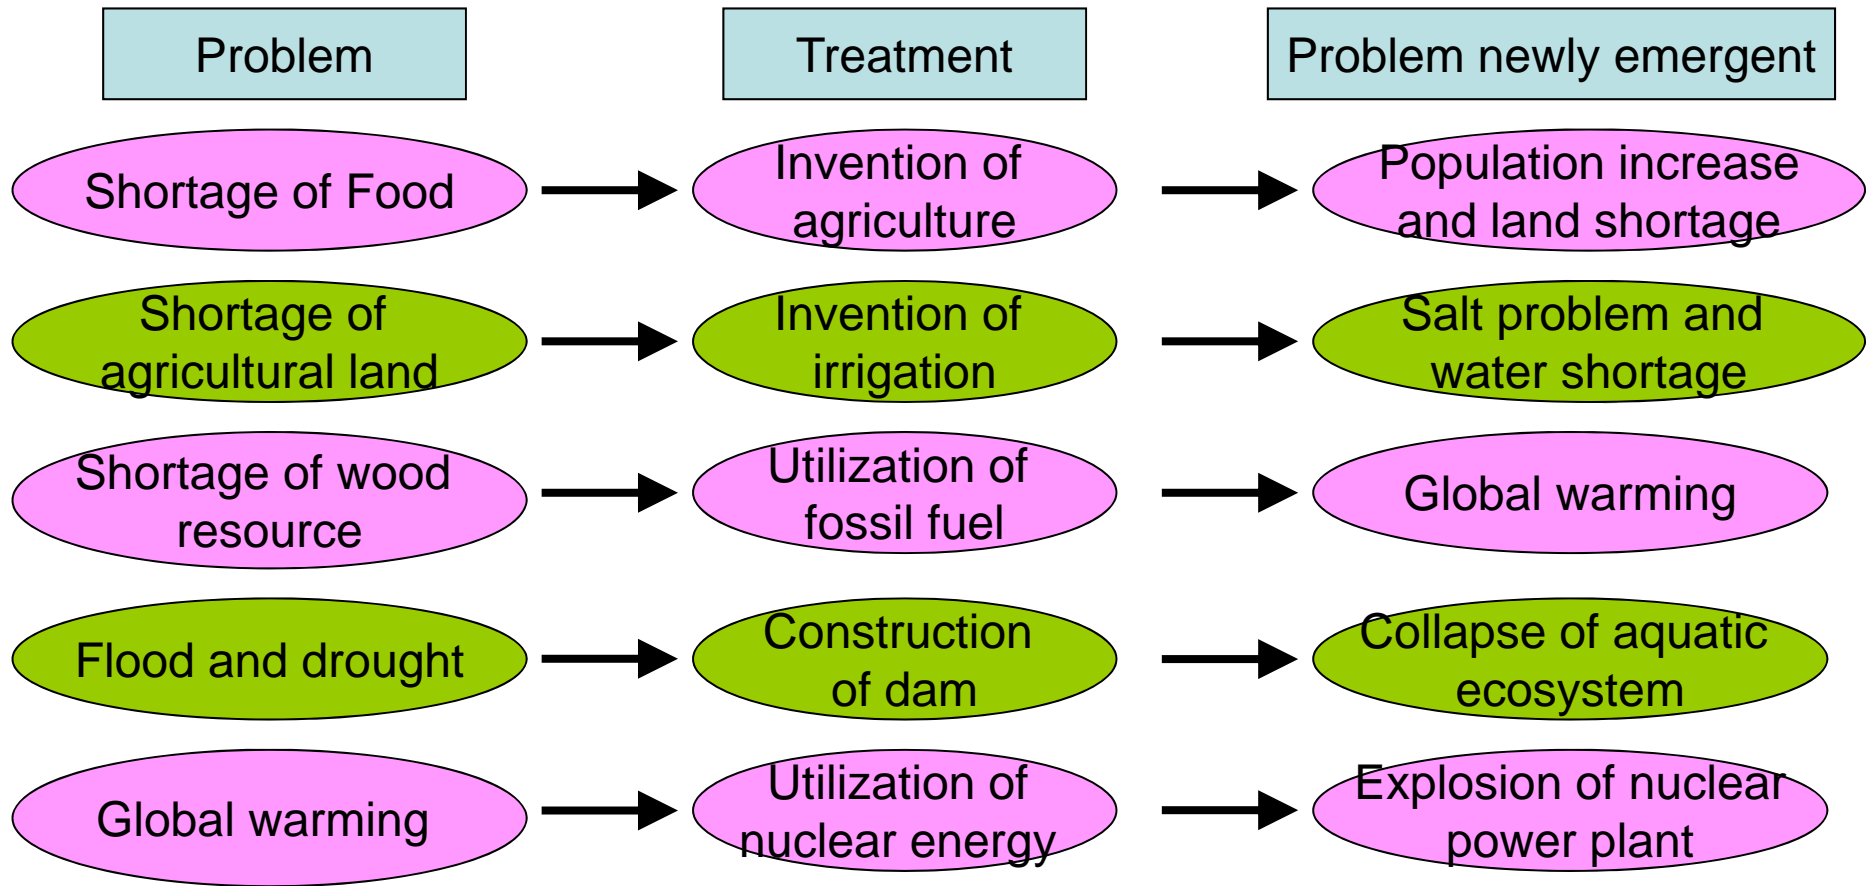 Problem
Treatment
Problem newly emergent
Shortage of Food
Invention of
agriculture
Population increase
and land shortage
Shortage of
agricultural land
Invention of
irrigation
Salt problem and
water shortage
Shortage of wood
resource
Utilization of
fossil fuel
Global warming
Flood and drought
Construction
of dam
Collapse of aquatic
ecosystem
Global warming
Utilization of
nuclear energy
Explosion of nuclear
power plant